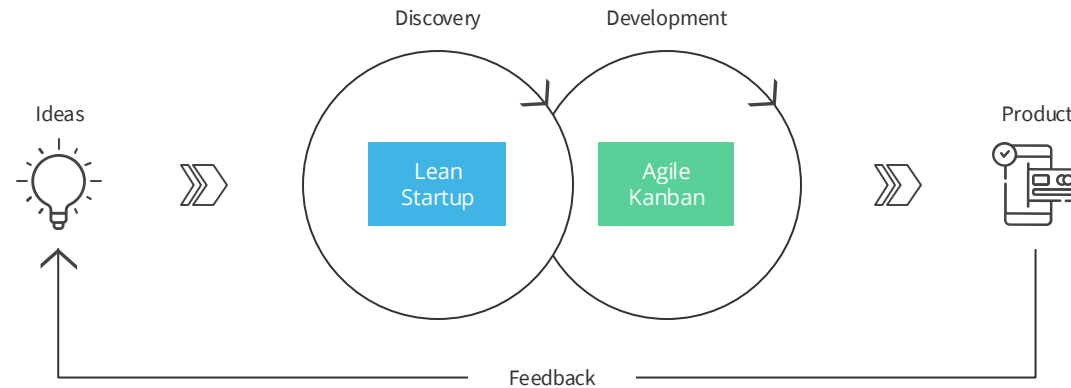 Discovery
Development
Ideas
Product
Lean
Startup
Agile
Kanban
Feedback